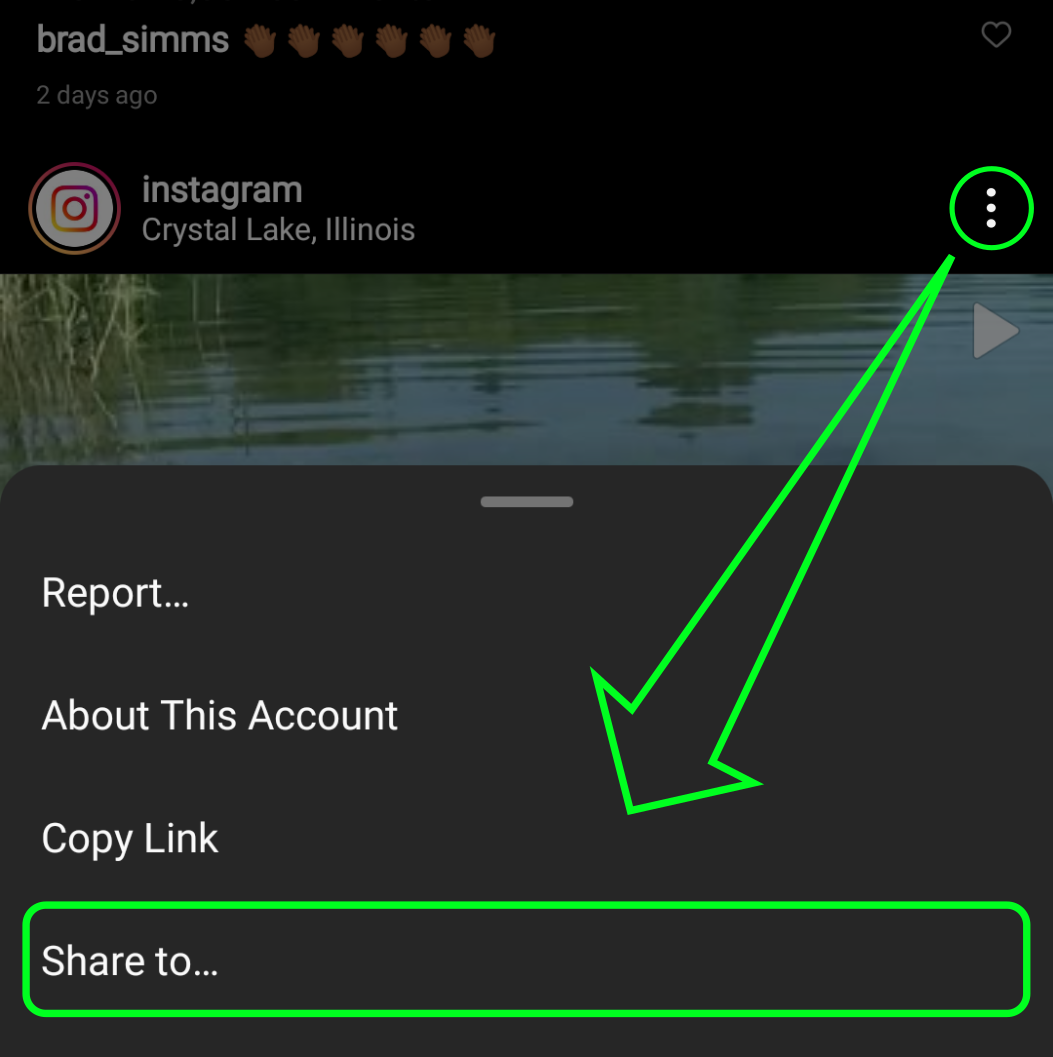 brad_simms 👏🏾👏🏾👏🏾👏🏾👏🏾👏🏾
2 days ago
instagram
Crystal Lake, Illinois
Report...
About This Account
Copy Link
Share to...